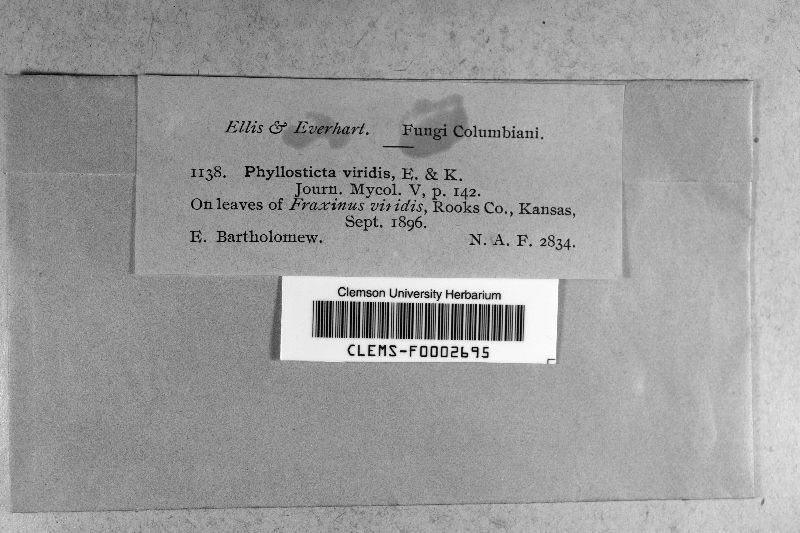 Ellis & Everhart. Fungi Columbiani.
1138. Phyllosticta viridis, E. & K.
Journ. Mycol. V, p. 142.
On leaves of Fraxinus viridis, Rooks Co., Kansas,
Sept. 1896.
E. Bartholomew. N. A. F. 2834.
Clemson University Herbarium
CLEMS-F0002695